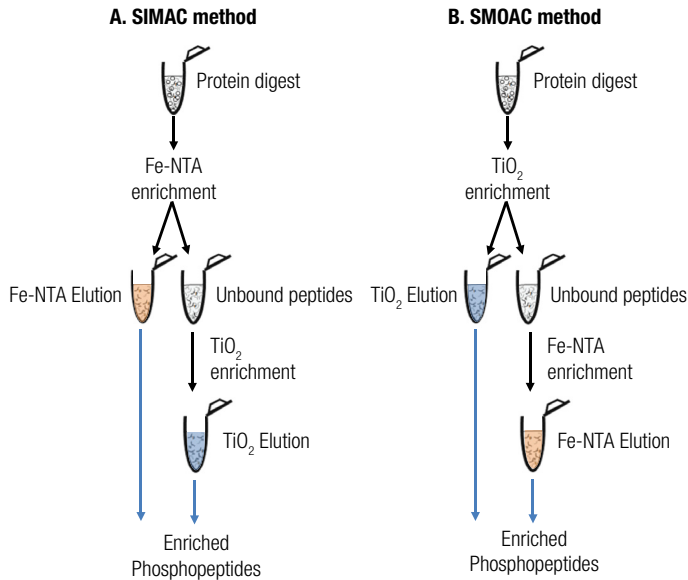 A. SIMAC method
Protein digest
Fe-NTA
enrichment
Fe-NTA Elution
Unbound peptides
TiO₂
enrichment
TiO₂ Elution
Enriched
Phosphopeptides
B. SMOAC method
Protein digest
TiO₂
enrichment
TiO₂ Elution
Unbound peptides
Fe-NTA
enrichment
Fe-NTA Elution
Enriched
Phosphopeptides